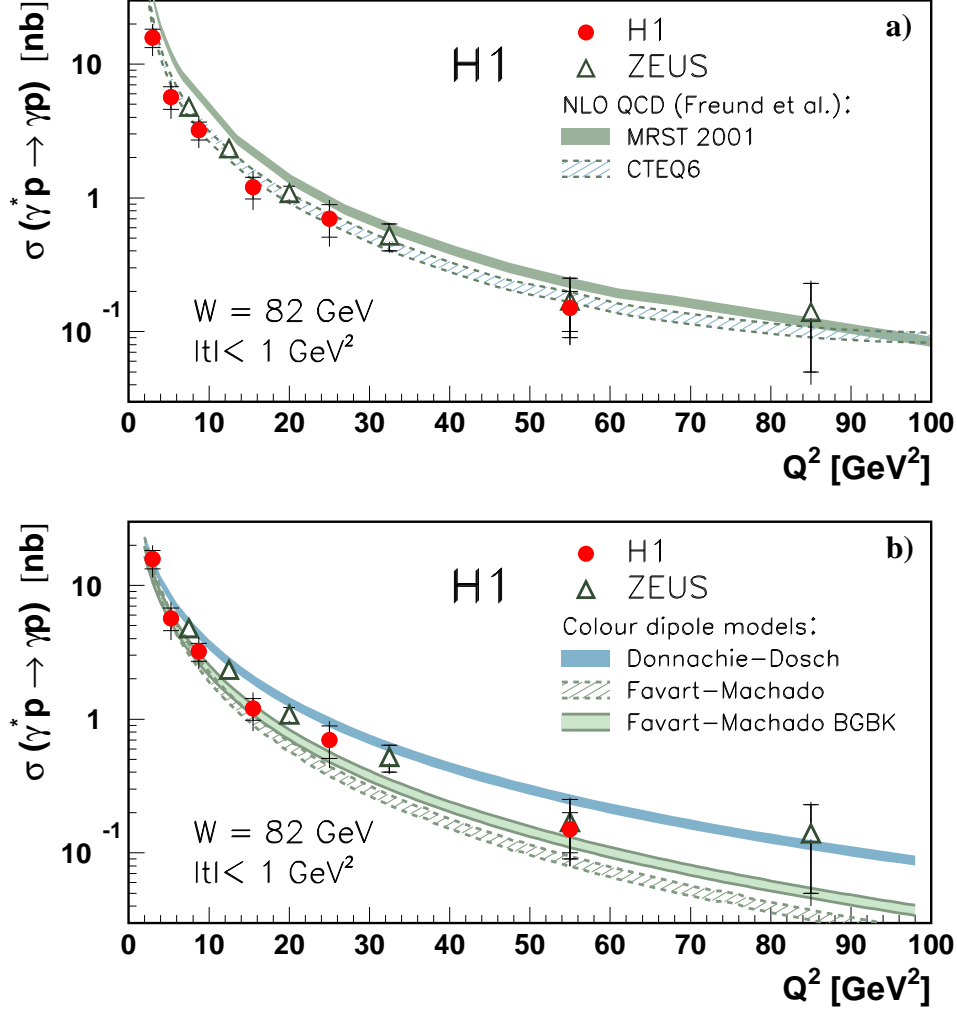 a)
H1
H1
ZEUS
NLO QCD (Freund et al.):
MRST 2001
CTEQ6
W = 82 GeV
|t|< 1 GeV²
σ (γ* p → γp) [nb]
10
1
10⁻¹
0 10 20 30 40 50 60 70 80 90 100
Q² [GeV²]
b)
H1
H1
ZEUS
Colour dipole models:
Donnachie–Dosch
Favart–Machado
Favart–Machado BGBK
W = 82 GeV
|t|< 1 GeV²
σ (γ* p → γp) [nb]
10
1
10⁻¹
0 10 20 30 40 50 60 70 80 90 100
Q² [GeV²]